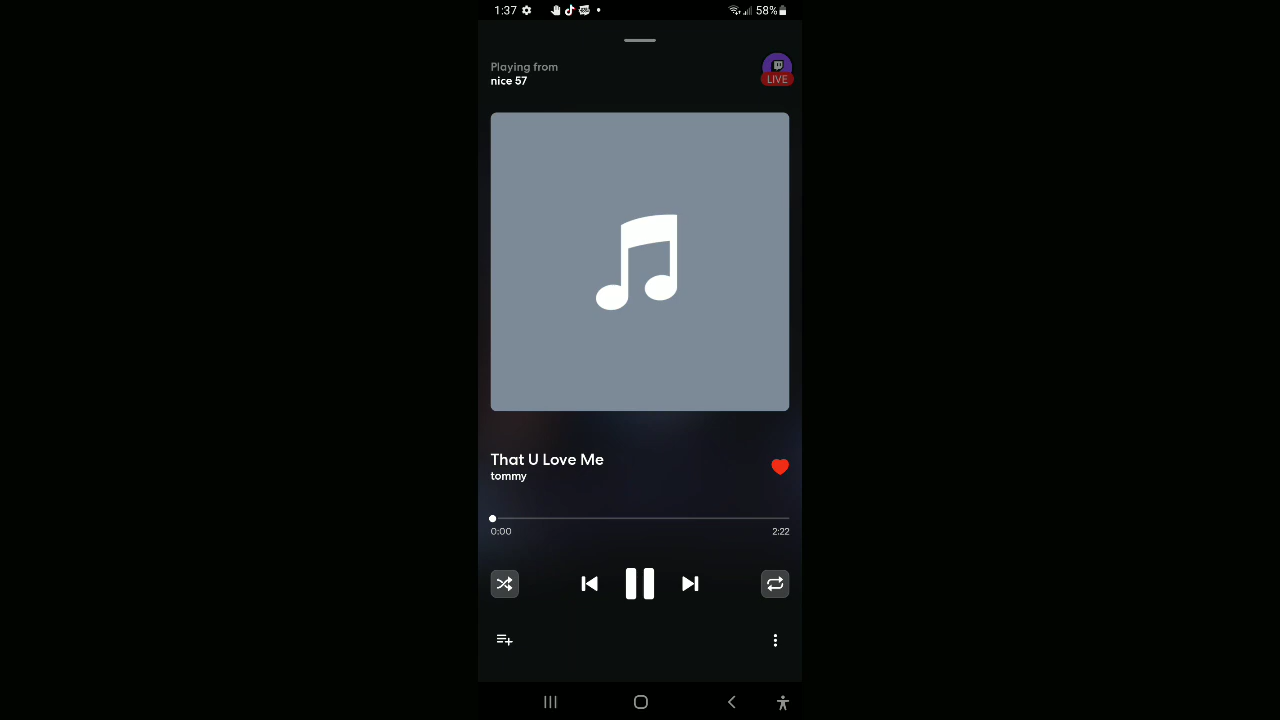 1:37
58%
Playing from
nice 57
LIVE
That U Love Me
tommy
0:00
2:22